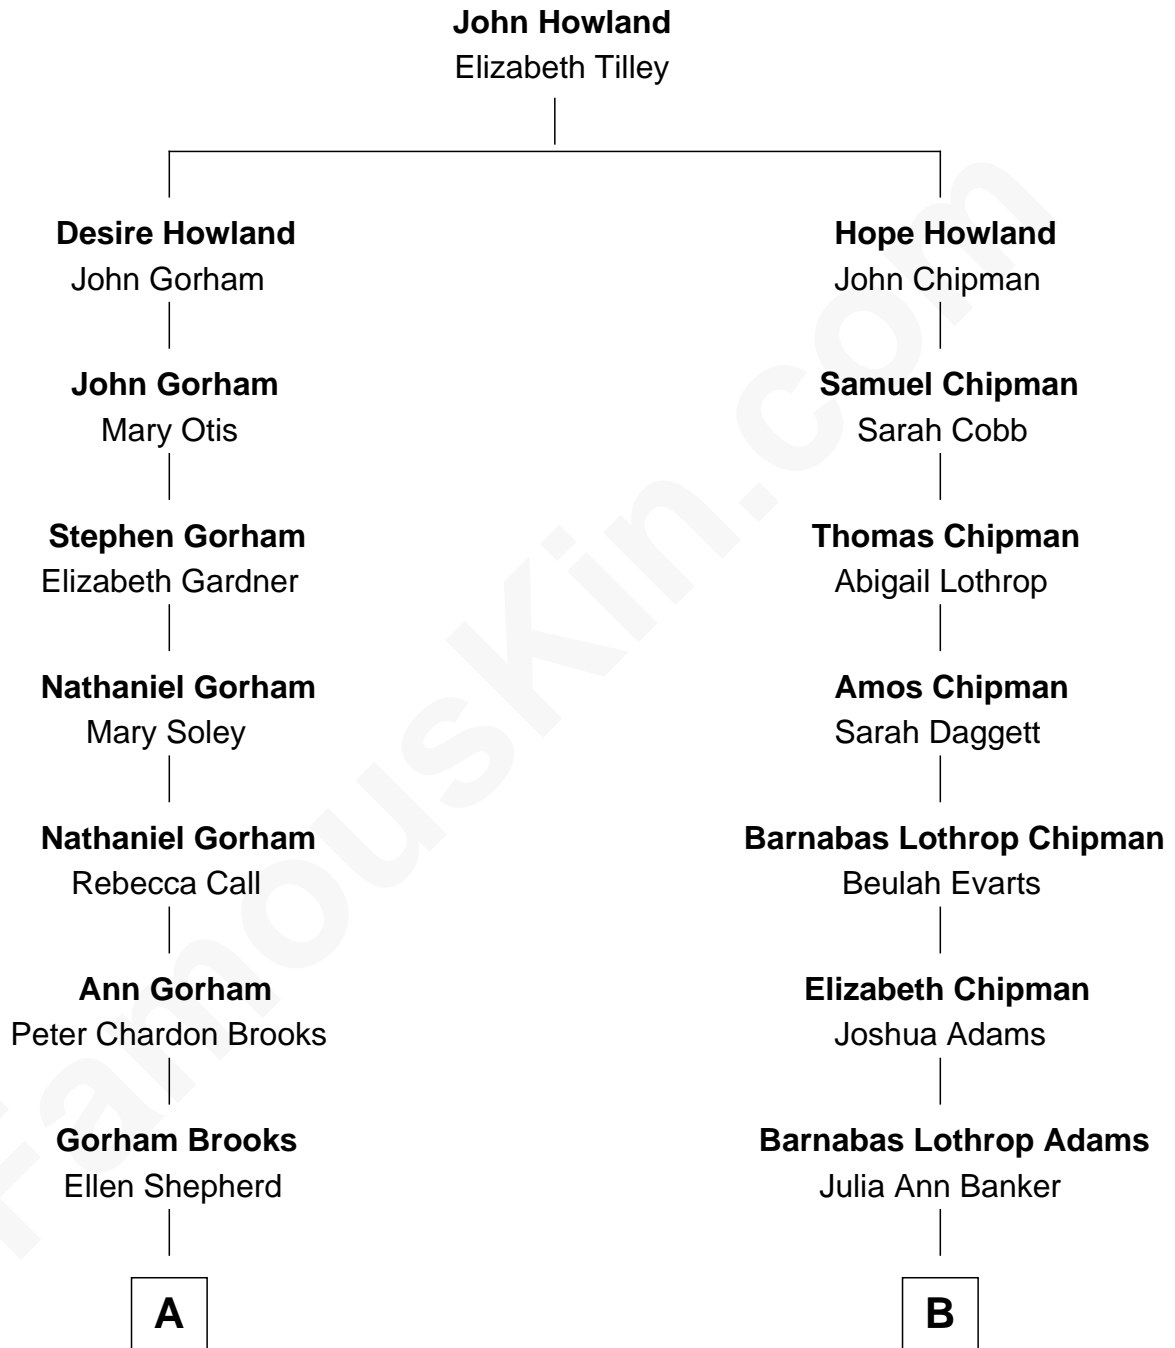 John Howland
Elizabeth Tilley
Desire Howland
John Gorham
Hope Howland
John Chipman
John Gorham
Mary Otis
Samuel Chipman
Sarah Cobb
Stephen Gorham
Elizabeth Gardner
Thomas Chipman
Abigail Lothrop
Nathaniel Gorham
Mary Soley
Amos Chipman
Sarah Daggett
Nathaniel Gorham
Rebecca Call
Barnabas Lothrop Chipman
Beulah Evarts
Ann Gorham
Peter Chardon Brooks
Elizabeth Chipman
Joshua Adams
Gorham Brooks
Ellen Shepherd
Barnabas Lothrop Adams
Julia Ann Banker
A
B
FamousKin.com